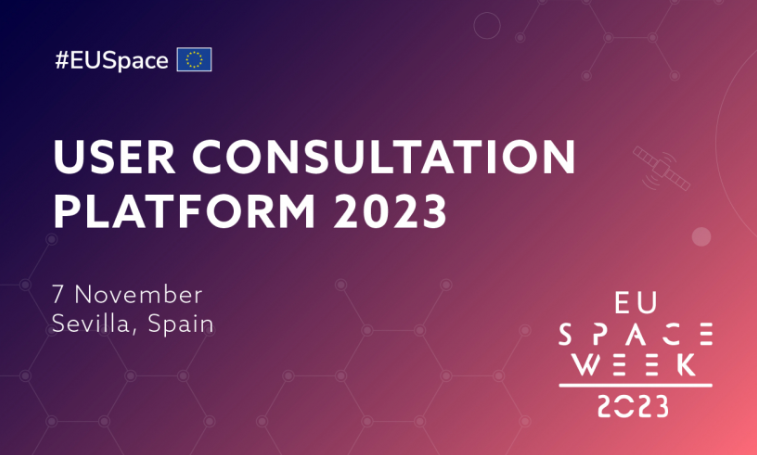 #EUSpace
USER CONSULTATION
PLATFORM 2023
7 November
Sevilla, Spain
EU
SPACE
WEEK
2023